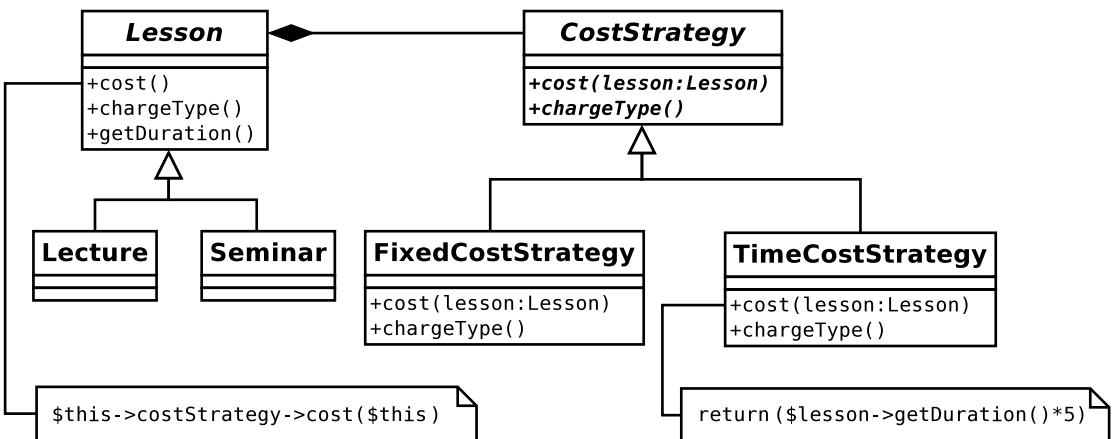 Lesson
+cost()
+chargeType()
+getDuration()
CostStrategy
+cost(lesson:Lesson)
+chargeType()
Lecture
Seminar
FixedCostStrategy
+cost(lesson:Lesson)
+chargeType()
TimeCostStrategy
+cost(lesson:Lesson)
+chargeType()
$this->costStrategy->cost($this)
return($lesson->getDuration()*5)